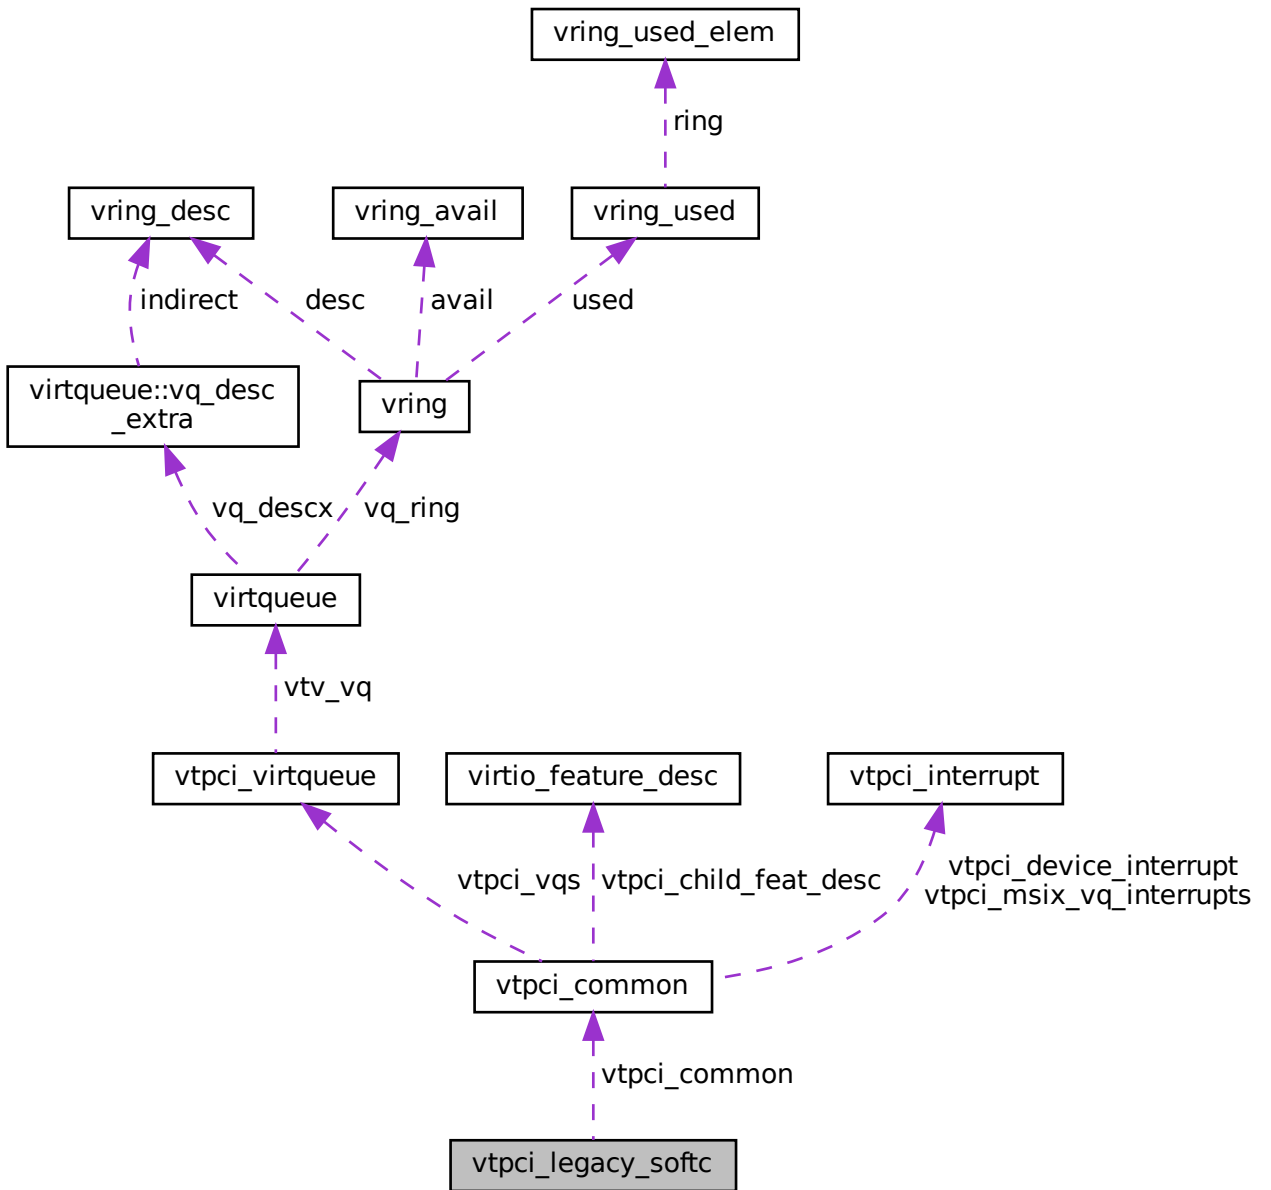 vring_used_elem
ring
vring_desc
vring_avail
vring_used
indirect
desc
avail
used
virtqueue::vq_desc
_extra
vring
vq_descx
vq_ring
virtqueue
vtv_vq
vtpci_virtqueue
virtio_feature_desc
vtpci_interrupt
vtpci_vqs
vtpci_child_feat_desc
vtpci_device_interrupt
vtpci_msix_vq_interrupts
vtpci_common
vtpci_common
vtpci_legacy_softc